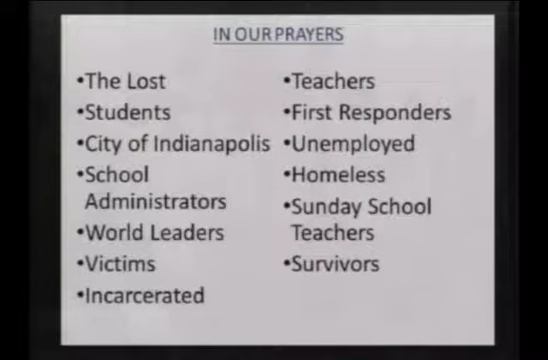 IN OUR PRAYERS
•The Lost
•Students
•City of Indianapolis
•School
Administrators
•World Leaders
•Victims
•Incarcerated
•Teachers
•First Responders
•Unemployed
•Homeless
•Sunday School
Teachers
•Survivors